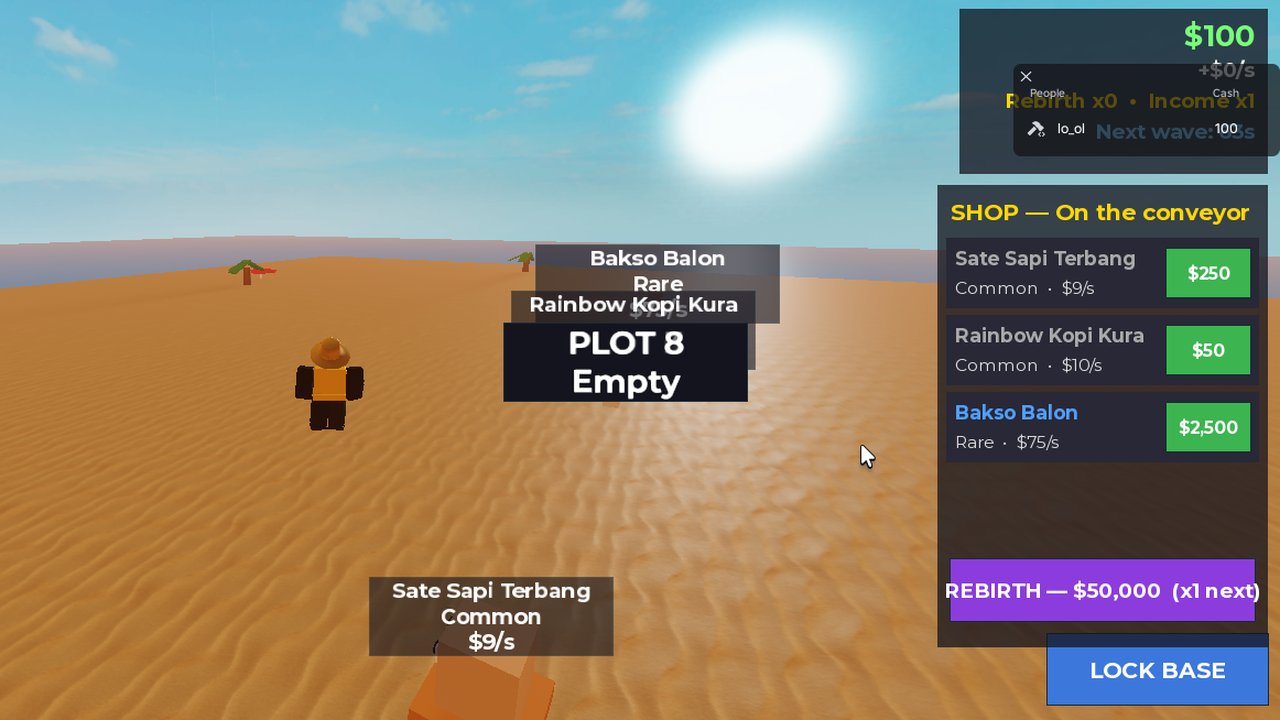 $100
+$0/s
People
Cash
Rebirth x0 • Income x1
lo_ol
100
Next wave: 63s
SHOP — On the conveyor
Sate Sapi Terbang
Common · $9/s
$250
Rainbow Kopi Kura
Common · $10/s
$50
Bakso Balon
Rare · $75/s
$2,500
REBIRTH — $50,000 (x1 next)
LOCK BASE
Bakso Balon
Rare
$75/s
Rainbow Kopi Kura
PLOT 8
Empty
Sate Sapi Terbang
Common
$9/s